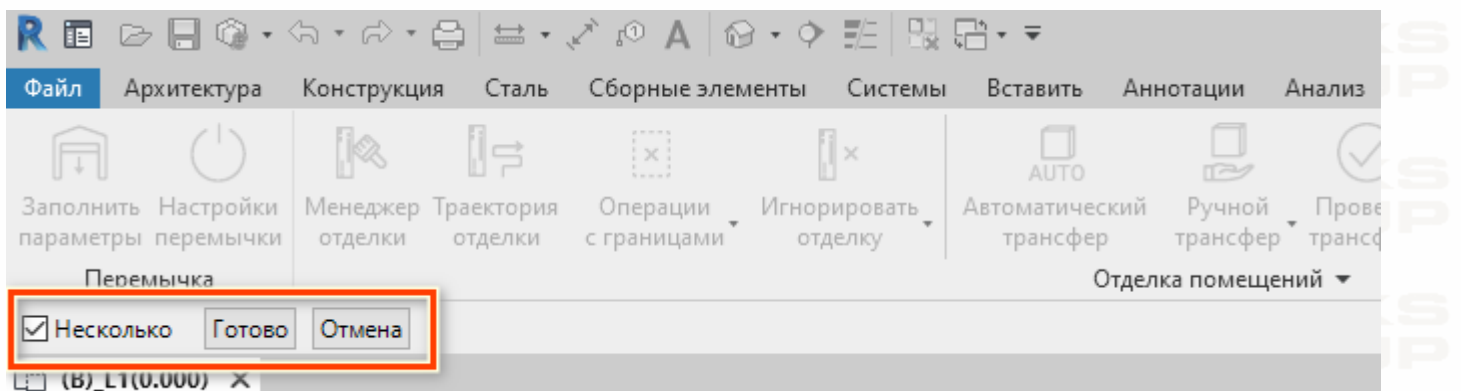 Файл Архитектура Конструкция Сталь Сборные элементы Системы Вставить Аннотации Анализ
AUTO
Заполнить Настройки Менеджер Траектория Операции Игнорировать Автоматический Ручной
параметры перемычки отделки отделки с границами отделку трансфер трансфер
Перемычка Отделка помещений
Несколько Готово Отмена
(B)_L1(0.000)